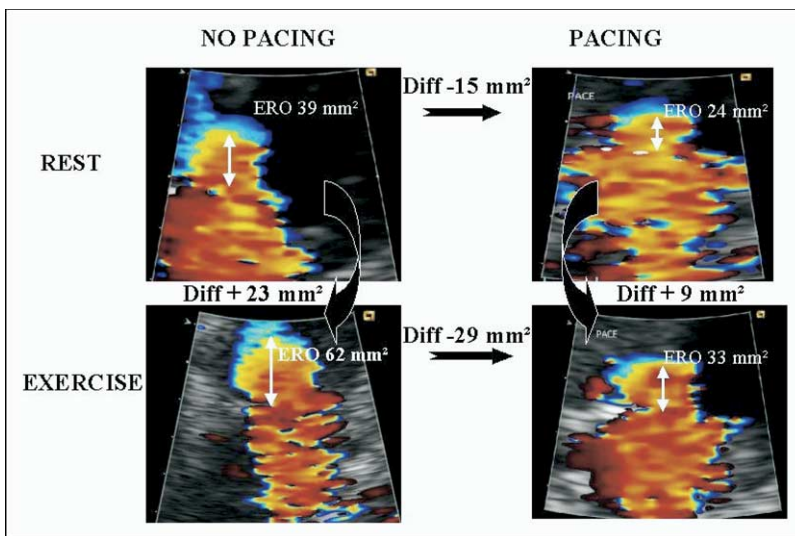 NO PACING
PACING
Diff -15 mm²
ERO 39 mm²
PACE
ERO 24 mm²
REST
Diff + 23 mm²
Diff + 9 mm²
Diff -29 mm²
ERO 62 mm²
PACE
ERO 33 mm²
EXERCISE